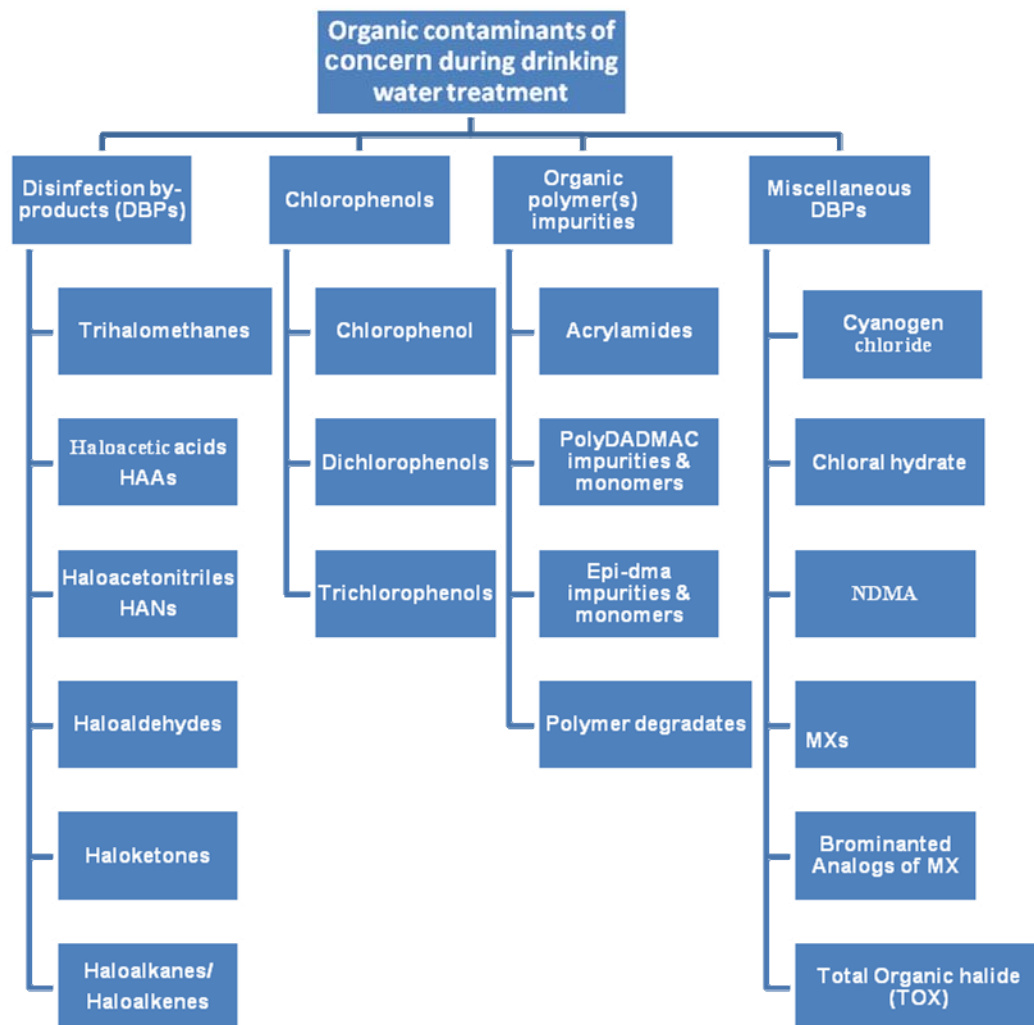 Organic contaminants of
concern during drinking
water treatment
Disinfection by-
products (DBPs)
Trihalomethanes
Haloacetic acids
HAAs
Haloacetonitriles
HANs
Haloaldehydes
Haloketones
Haloalkanes/
Haloalkenes
Chlorophenols
Chlorophenol
Dichlorophenols
Trichlorophenols
Organic
polymer(s)
impurities
Acrylamides
PolyDADMAC
impurities &
monomers
Epi-dma
impurities &
monomers
Polymer degradates
Miscellaneous
DBPs
Cyanogen
chloride
Chloral hydrate
NDMA
MXs
Brominanted
Analogs of MX
Total Organic halide
(TOX)